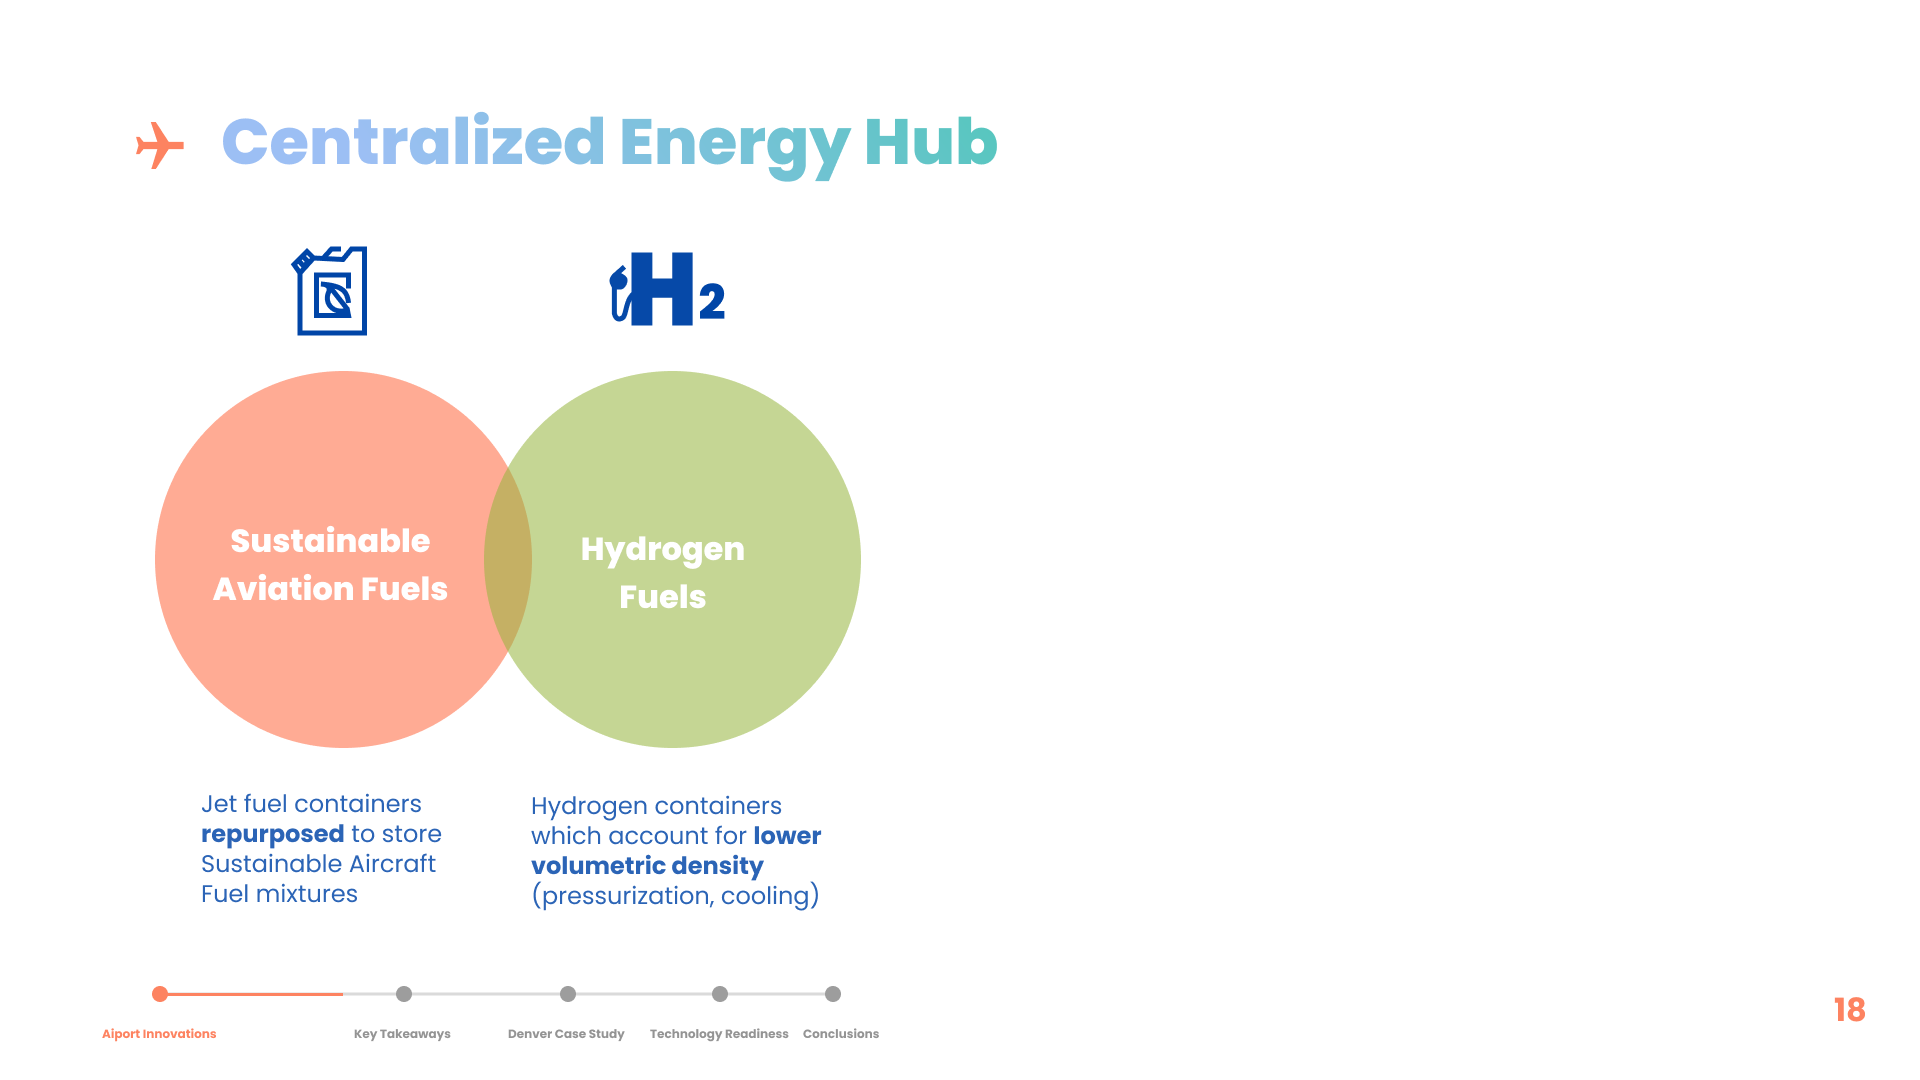 Centralized Energy Hub
H2
Sustainable
Aviation Fuels
Hydrogen
Fuels
Jet fuel containers
repurposed to store
Sustainable Aircraft
Fuel mixtures
Hydrogen containers
which account for lower
volumetric density
(pressurization, cooling)
Aiport Innovations
Key Takeaways
Denver Case Study
Technology Readiness
Conclusions
18